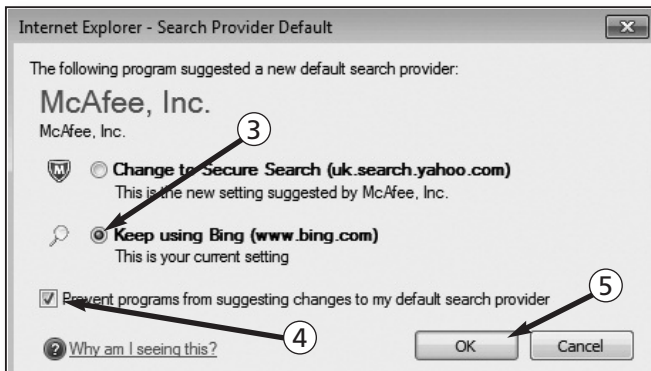 Internet Explorer - Search Provider Default
The following program suggested a new default search provider:
McAfee, Inc.
McAfee, Inc.
3
Change to Secure Search (uk.search.yahoo.com)
This is the new setting suggested by McAfee, Inc.
Keep using Bing (www.bing.com)
This is your current setting
Prevent programs from suggesting changes to my default search provider
5
4
Why am I seeing this?
OK
Cancel